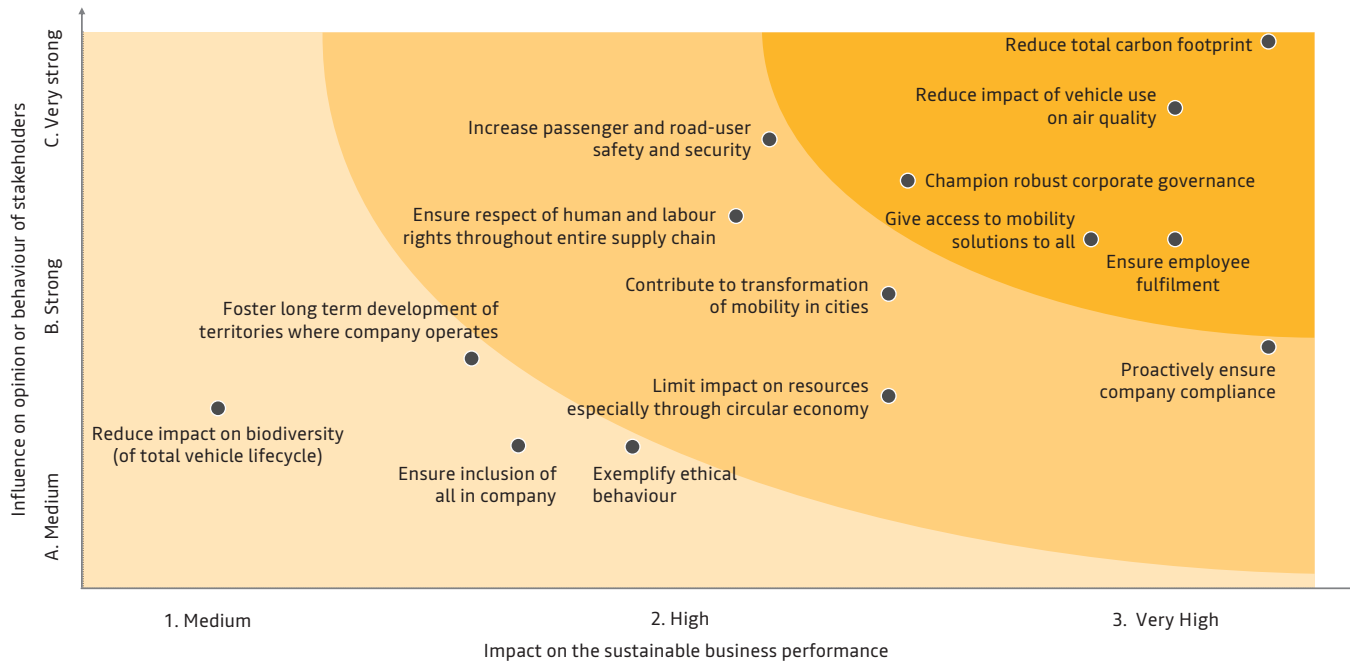 Influence on opinion or behaviour of stakeholders
C. Very strong
B. Strong
A. Medium
Reduce total carbon footprint
Reduce impact of vehicle use
on air quality
Increase passenger and road-user
safety and security
Champion robust corporate governance
Ensure respect of human and labour
rights throughout entire supply chain
Give access to mobility
solutions to all
Ensure employee
fulfilment
Contribute to transformation
of mobility in cities
Foster long term development of
territories where company operates
Proactively ensure
company compliance
Limit impact on resources
especially through circular economy
Reduce impact on biodiversity
(of total vehicle lifecycle)
Ensure inclusion of
all in company
Exemplify ethical
behaviour
1. Medium
2. High
3. Very High
Impact on the sustainable business performance